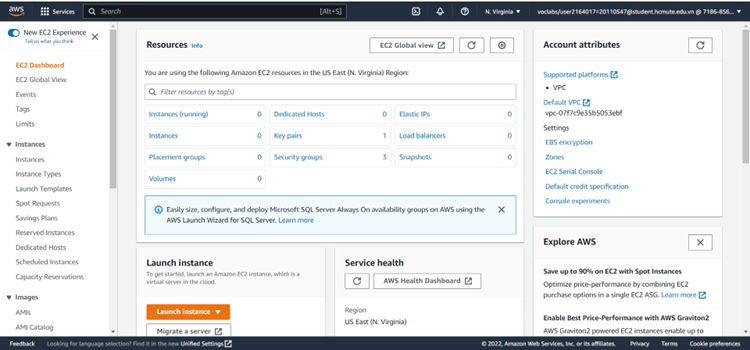 aws
Services
Search
[Alt+S]
N. Virginia
voclabs/user2164017=20110547@student.hcmute.edu.vn @ 7186-856...
New EC2 Experience
Tell us what you think
EC2 Dashboard
EC2 Global View
Events
Tags
Limits
Instances
Instances
Instance Types
Launch Templates
Spot Requests
Savings Plans
Reserved Instances
Dedicated Hosts
Scheduled Instances
Capacity Reservations
Images
AMIs
AMI Catalog
Resources Info
EC2 Global view
You are using the following Amazon EC2 resources in the US East (N. Virginia) Region:
Filter resources by tag(s)
Instances (running) 0 Dedicated Hosts 0 Elastic IPs 0
Instances 0 Key pairs 1 Load balancers 0
Placement groups 0 Security groups 3 Snapshots 0
Volumes 0
Easily size, configure, and deploy Microsoft SQL Server Always On availability groups on AWS using the
AWS Launch Wizard for SQL Server. Learn more
Launch instance
To get started, launch an Amazon EC2 instance, which is a
virtual server in the cloud.
Launch instance
Migrate a server
Service health
AWS Health Dashboard
Region
US East (N. Virginia)
Account attributes
Supported platforms
VPC
Default VPC
vpc-07f7c9e35b5053ebf
Settings
EBS encryption
Zones
EC2 Serial Console
Default credit specification
Console experiments
Explore AWS
Save up to 90% on EC2 with Spot Instances
Optimize price-performance by combining EC2
purchase options in a single EC2 ASG. Learn more
Enable Best Price-Performance with AWS Graviton2
AWS Graviton2 powered EC2 instances enable up to
Feedback
Looking for language selection? Find it in the new Unified Settings
© 2022, Amazon Web Services, Inc. or its affiliates.
Privacy
Terms
Cookie preferences